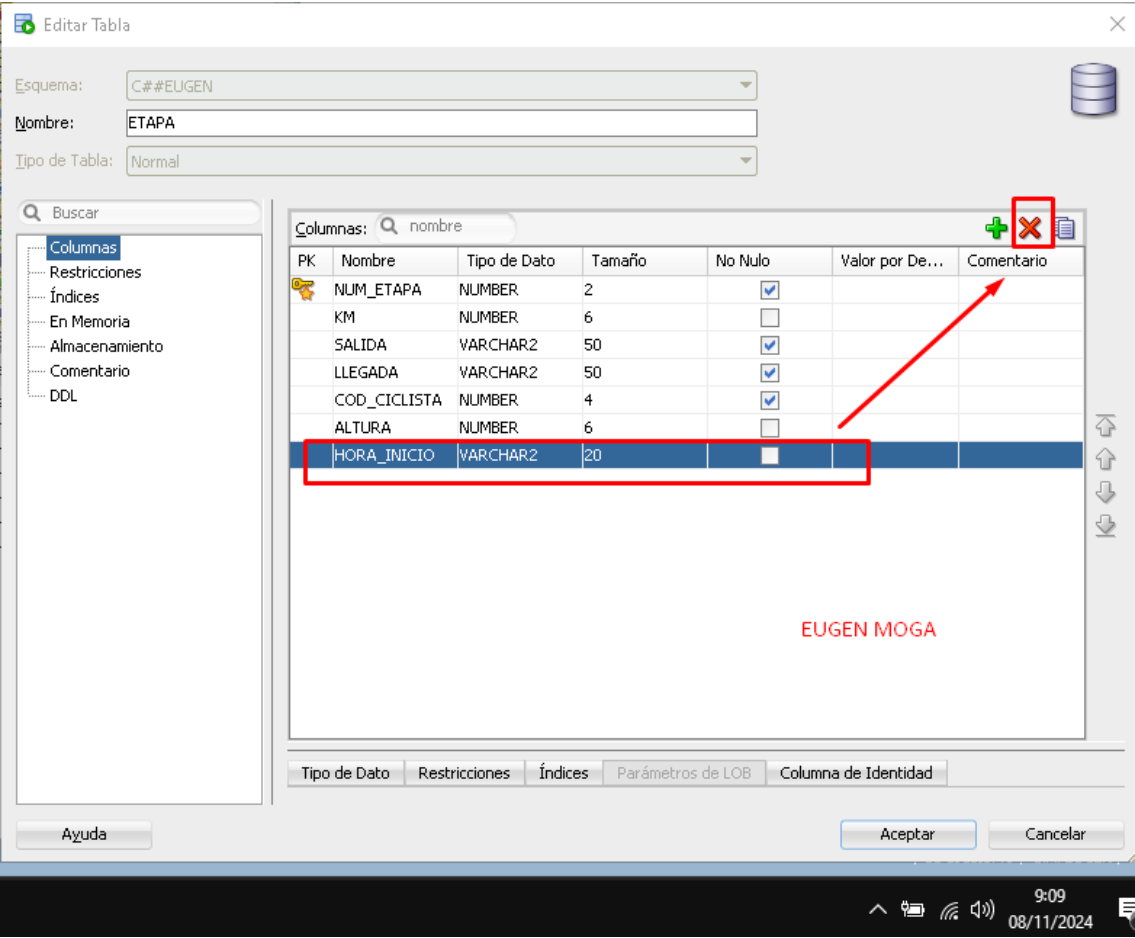 Editar Tabla
Esquema: C##EUGEN
Nombre: ETAPA
Tipo de Tabla: Normal
Buscar
Columnas
Restricciones
Índices
En Memoria
Almacenamiento
Comentario
DDL
Columnas: nombre
PK Nombre Tipo de Dato Tamaño No Nulo Valor por De... Comentario
NUM_ETAPA NUMBER 2
KM NUMBER 6
SALIDA VARCHAR2 50
LLEGADA VARCHAR2 50
COD_CICLISTA NUMBER 4
ALTURA NUMBER 6
HORA_INICIO VARCHAR2 20
EUGEN MOGA
Tipo de Dato Restricciones Índices Parámetros de LOB Columna de Identidad
Ayuda Aceptar Cancelar
9:09
08/11/2024